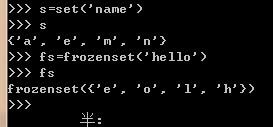 >>> s=set('name')
>>> s
{'a', 'e', 'm', 'n'}
>>> fs=frozenset('hello')
>>> fs
frozenset({'e', 'o', 'l', 'h'})
>>>
半: